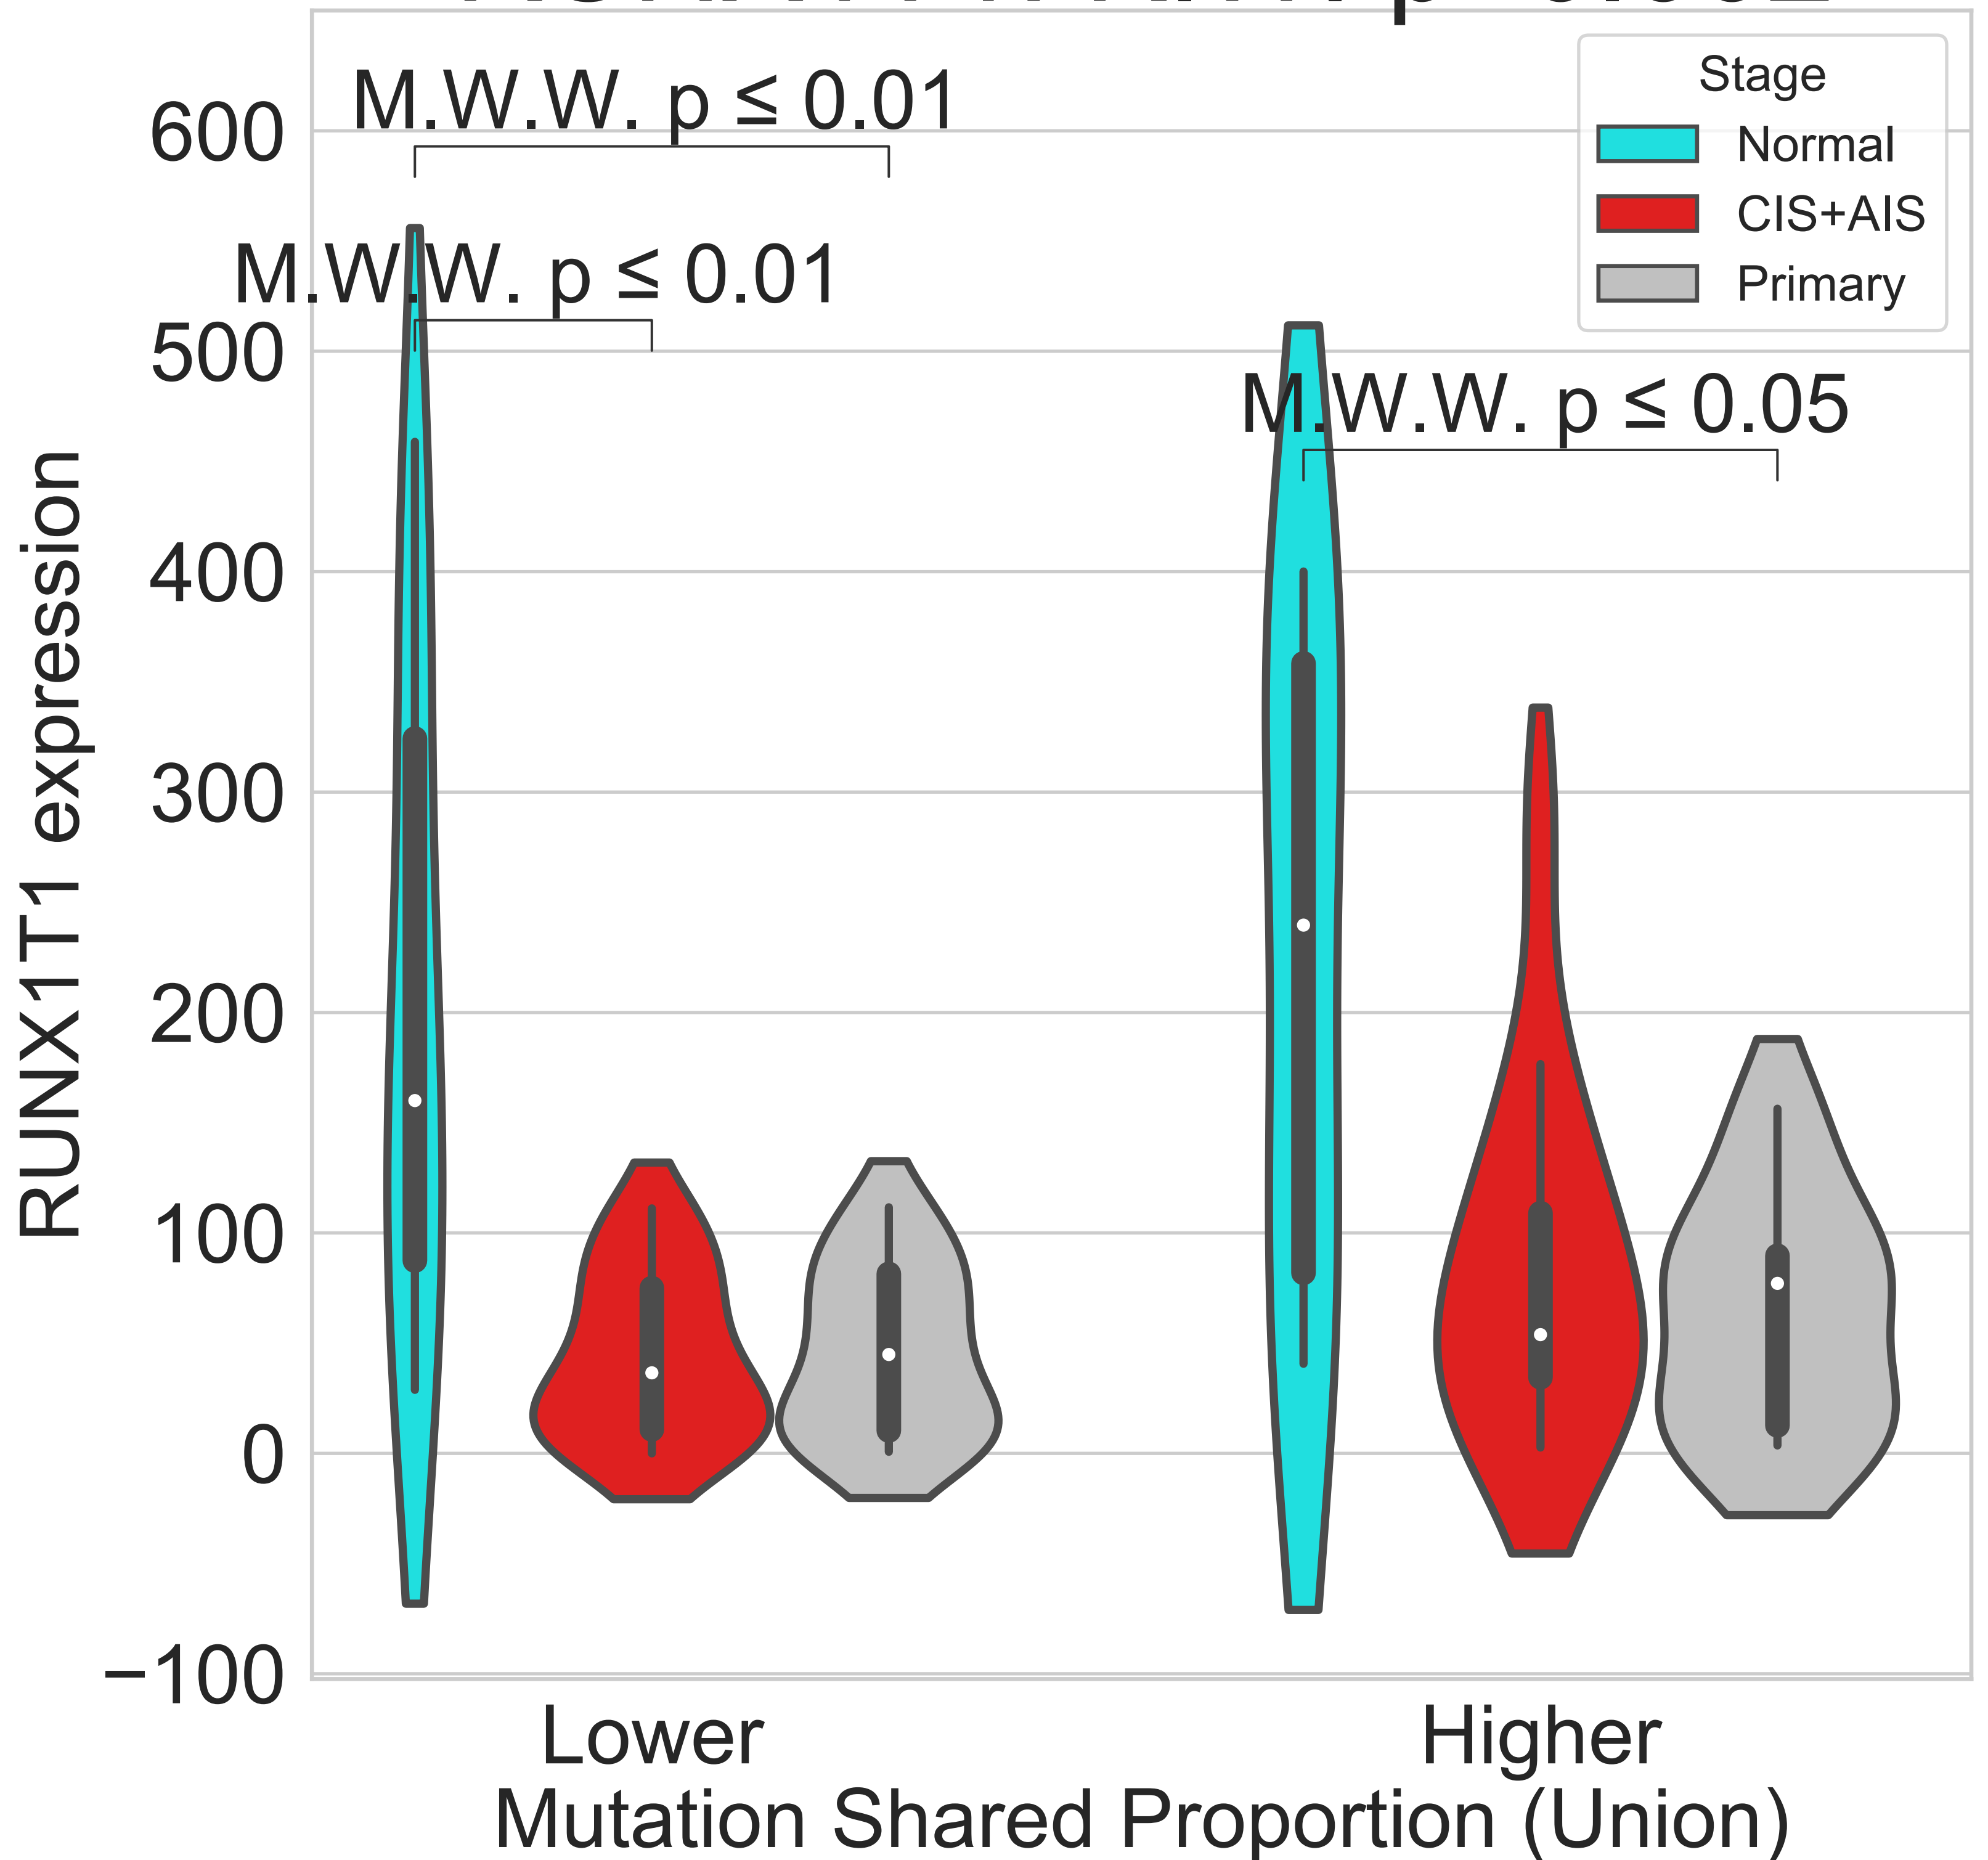 M.W.W. p ≤ 0.01
M.W.W. p ≤ 0.01
M.W.W. p ≤ 0.05
Stage
Normal
CIS+AIS
Primary
600
500
400
300
200
100
0
−100
RUNX1T1 expression
Lower
Higher
Mutation Shared Proportion (Union)